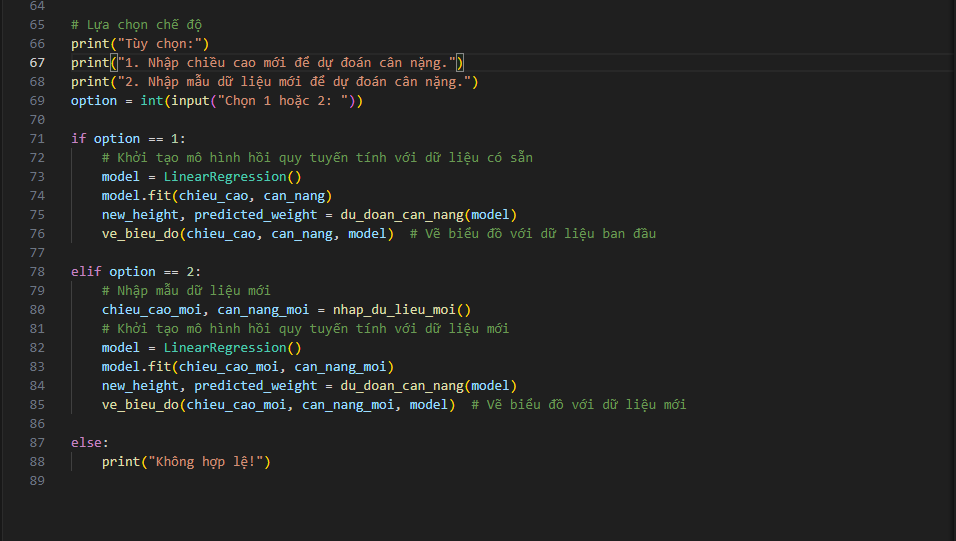 64
65 # Lựa chọn chế độ
66 print("Tùy chọn:")
67 print("1. Nhập chiều cao mới để dự đoán cân nặng.")
68 print("2. Nhập mẫu dữ liệu mới để dự đoán cân nặng.")
69 option = int(input("Chọn 1 hoặc 2: "))
70
71 if option == 1:
72     # Khởi tạo mô hình hồi quy tuyến tính với dữ liệu có sẵn
73     model = LinearRegression()
74     model.fit(chieu_cao, can_nang)
75     new_height, predicted_weight = du_doan_can_nang(model)
76     ve_bieu_do(chieu_cao, can_nang, model)  # Vẽ biểu đồ với dữ liệu ban đầu
77
78 elif option == 2:
79     # Nhập mẫu dữ liệu mới
80     chieu_cao_moi, can_nang_moi = nhap_du_lieu_moi()
81     # Khởi tạo mô hình hồi quy tuyến tính với dữ liệu mới
82     model = LinearRegression()
83     model.fit(chieu_cao_moi, can_nang_moi)
84     new_height, predicted_weight = du_doan_can_nang(model)
85     ve_bieu_do(chieu_cao_moi, can_nang_moi, model)  # Vẽ biểu đồ với dữ liệu mới
86
87 else:
88     print("Không hợp lệ!")
89